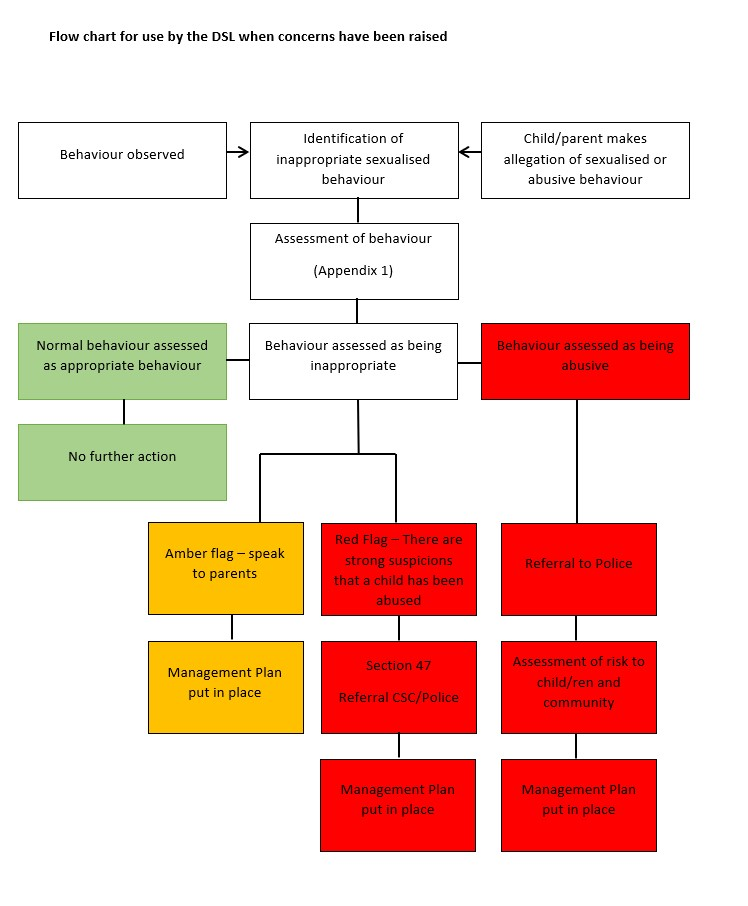 Flow chart for use by the DSL when concerns have been raised
Behaviour observed
Identification of
inappropriate sexualised
behaviour
Child/parent makes
allegation of sexualised or
abusive behaviour
Assessment of behaviour
(Appendix 1)
Normal behaviour assessed
as appropriate behaviour
Behaviour assessed as being
inappropriate
Behaviour assessed as being
abusive
No further action
Amber flag – speak
to parents
Red Flag – There are
strong suspicions
that a child has been
abused
Referral to Police
Management Plan
put in place
Section 47
Referral CSC/Police
Assessment of risk to
child/ren and
community
Management Plan
put in place
Management Plan
put in place